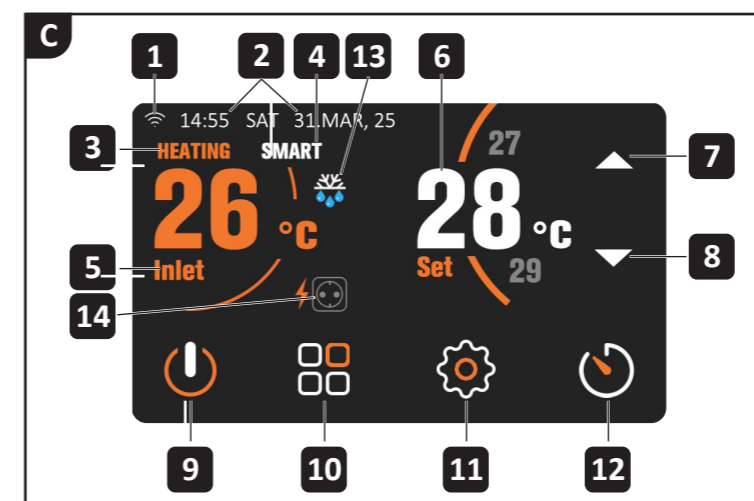 C
1 2 4 13 6
14:55 SAT 31.MAR, 25
3 HEATING SMART 27 7
26 °C 28 °C
5 Inlet Set 29 8
14
9 10 11 12